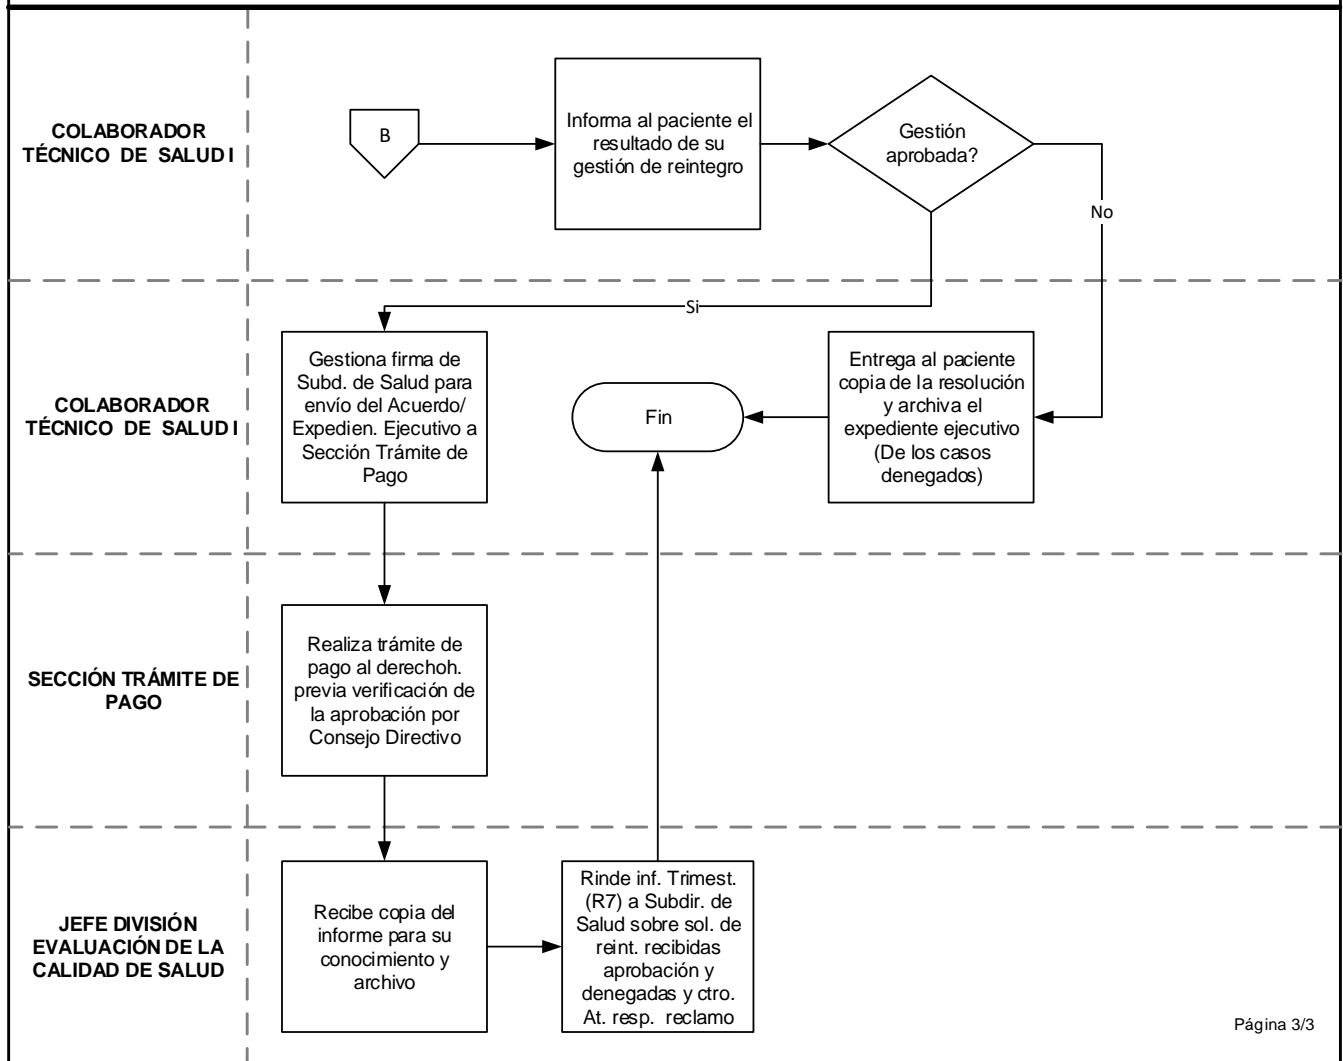 COLABORADOR
TÉCNICO DE SALUD I
B
Informa al paciente el
resultado de su
gestión de reintegro
Gestión
aprobada?
No
Si
COLABORADOR
TÉCNICO DE SALUD I
Gestiona firma de
Subd. de Salud para
envío del Acuerdo/
Expedien. Ejecutivo a
Sección Trámite de
Pago
Fin
Entrega al paciente
copia de la resolución
y archiva el
expediente ejecutivo
(De los casos
denegados)
SECCIÓN TRÁMITE DE
PAGO
Realiza trámite de
pago al derechoh.
previa verificación de
la aprobación por
Consejo Directivo
JEFE DIVISIÓN
EVALUACIÓN DE LA
CALIDAD DE SALUD
Recibe copia del
informe para su
conocimiento y
archivo
Rinde inf. Trimest.
(R7) a Subdir. de
Salud sobre sol. de
reint. recibidas
aprobación y
denegadas y ctro.
At. resp. reclamo
Página 3/3